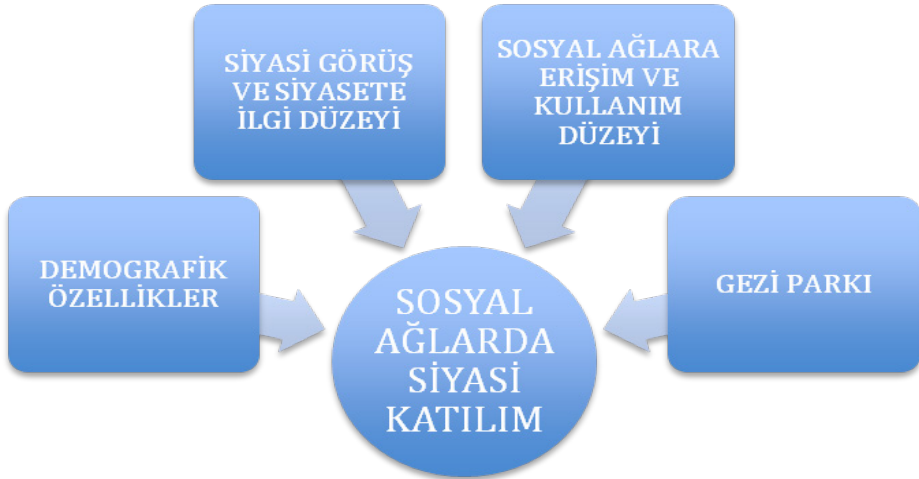 SİYASİ GÖRÜŞ
VE SİYASETE
İLGİ DÜZEYİ
SOSYAL AĞLARA
ERİŞİM VE
KULLANIM
DÜZEYİ
DEMOGRAFİK
ÖZELLİKLER
GEZİ PARKI
SOSYAL
AĞLARDA
SİYASİ
KATILIM